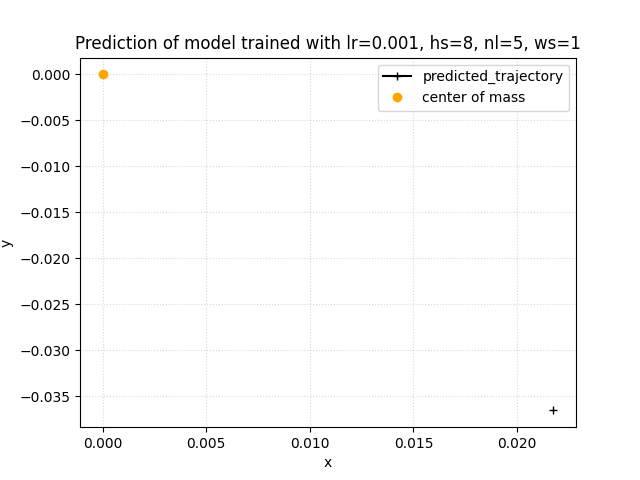 Prediction of model trained with lr=0.001, hs=8, nl=5, ws=1
predicted_trajectory
center of mass
0.000
−0.005
−0.010
−0.015
−0.020
−0.025
−0.030
−0.035
y
0.000 0.005 0.010 0.015 0.020
x